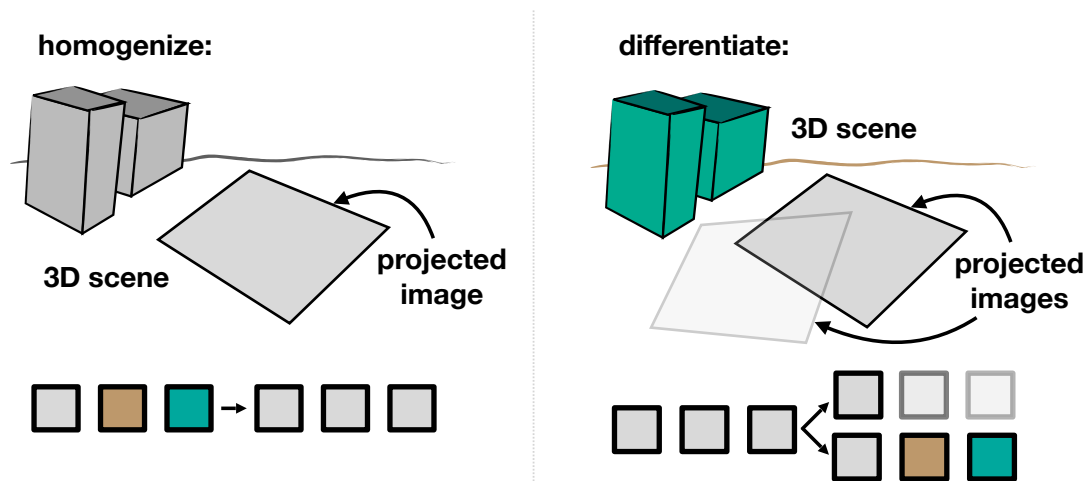 homogenize:
3D scene
projected
image
differentiate:
3D scene
projected
images